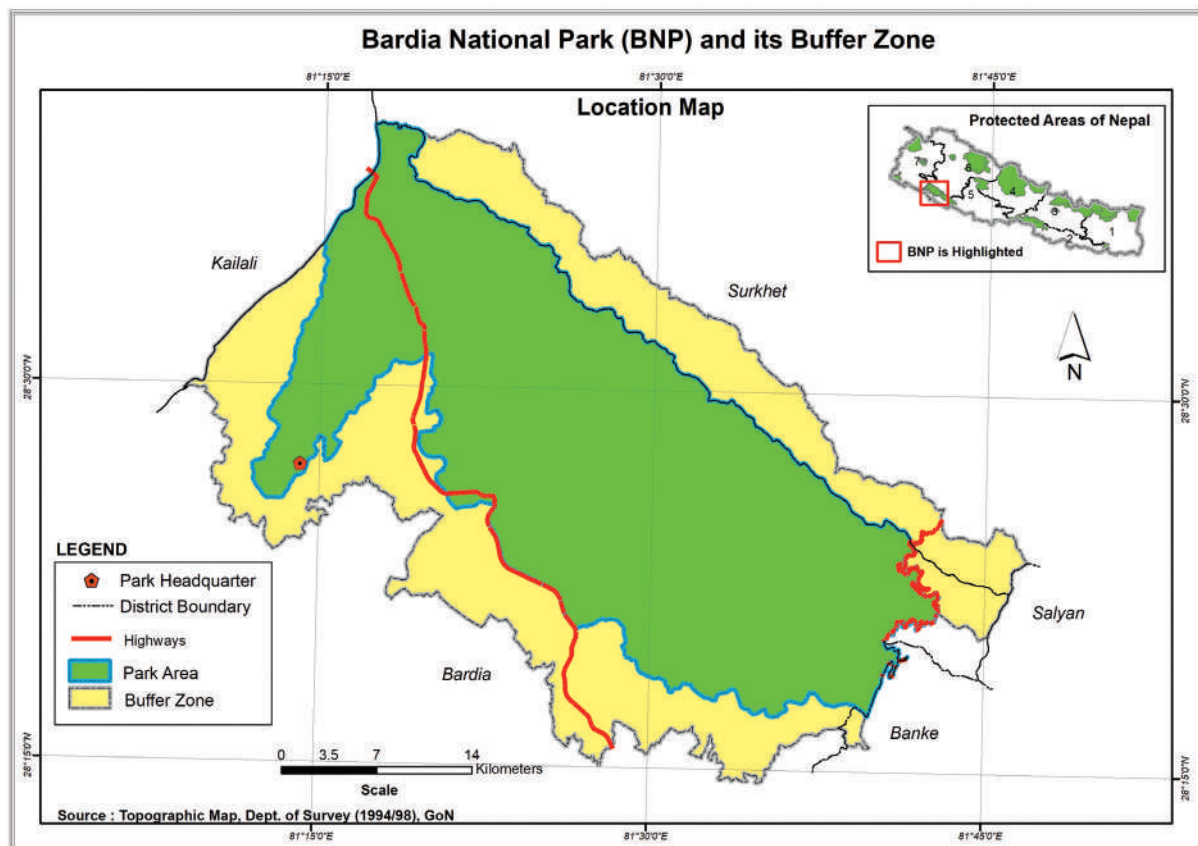 Bardia National Park (BNP) and its Buffer Zone
81°15'0"E
81°30'0"E
81°45'0"E
Location Map
Protected Areas of Nepal
7
6
5
4
3
2
1
BNP is Highlighted
Kailali
Surkhet
N
28°30'0"N
28°30'0"N
LEGEND
Park Headquarter
District Boundary
Highways
Park Area
Buffer Zone
Salyan
Bardia
Banke
28°15'0"N
28°15'0"N
0 3.5 7 14
Kilometers
Scale
Source : Topographic Map, Dept. of Survey (1994/98), GoN
81°15'0"E
81°30'0"E
81°45'0"E